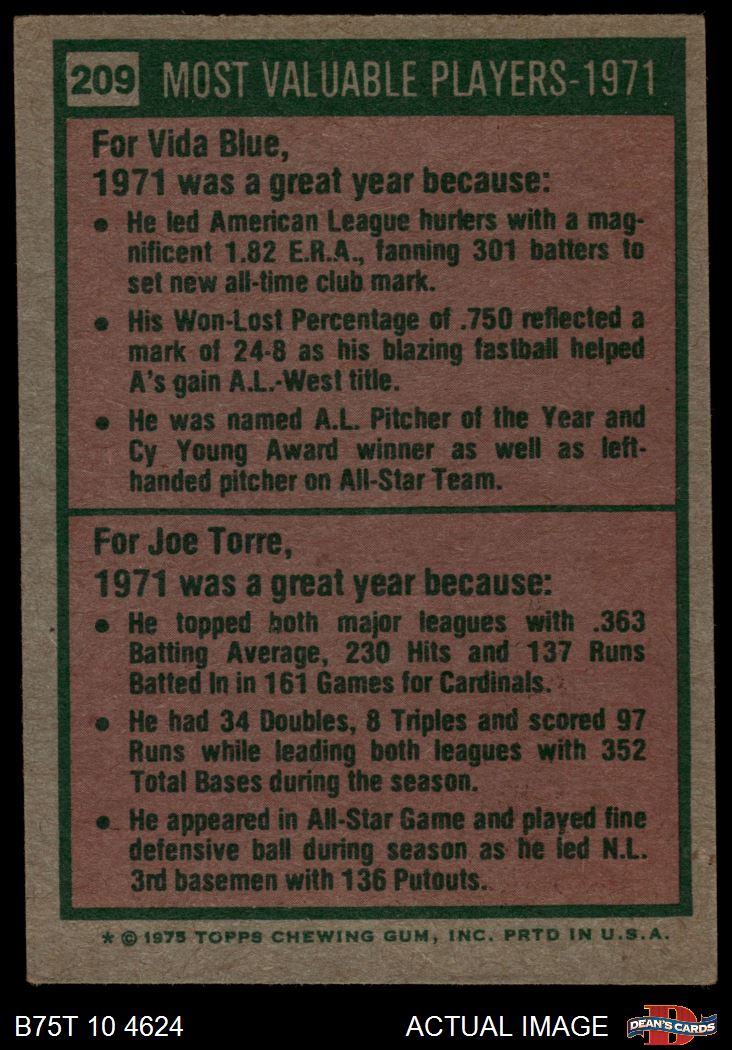 209 MOST VALUABLE PLAYERS-1971
For Vida Blue,
1971 was a great year because:
• He led American League hurlers with a mag-
nificent 1.82 E.R.A., fanning 301 batters to
set new all-time club mark.
• His Won-Lost Percentage of .750 reflected a
mark of 24-8 as his blazing fastball helped
A's gain A.L.-West title.
• He was named A.L. Pitcher of the Year and
Cy Young Award winner as well as left-
handed pitcher on All-Star Team.
For Joe Torre,
1971 was a great year because:
• He topped both major leagues with .363
Batting Average, 230 Hits and 137 Runs
Batted In in 161 Games for Cardinals.
• He had 34 Doubles, 8 Triples and scored 97
Runs while leading both leagues with 352
Total Bases during the season.
• He appeared in All-Star Game and played fine
defensive ball during season as he led N.L.
3rd basemen with 136 Putouts.
* © 1975 TOPPS CHEWING GUM, INC. PRTD IN U.S.A.
B75T 10 4624 ACTUAL IMAGE D DEAN'S CARDS